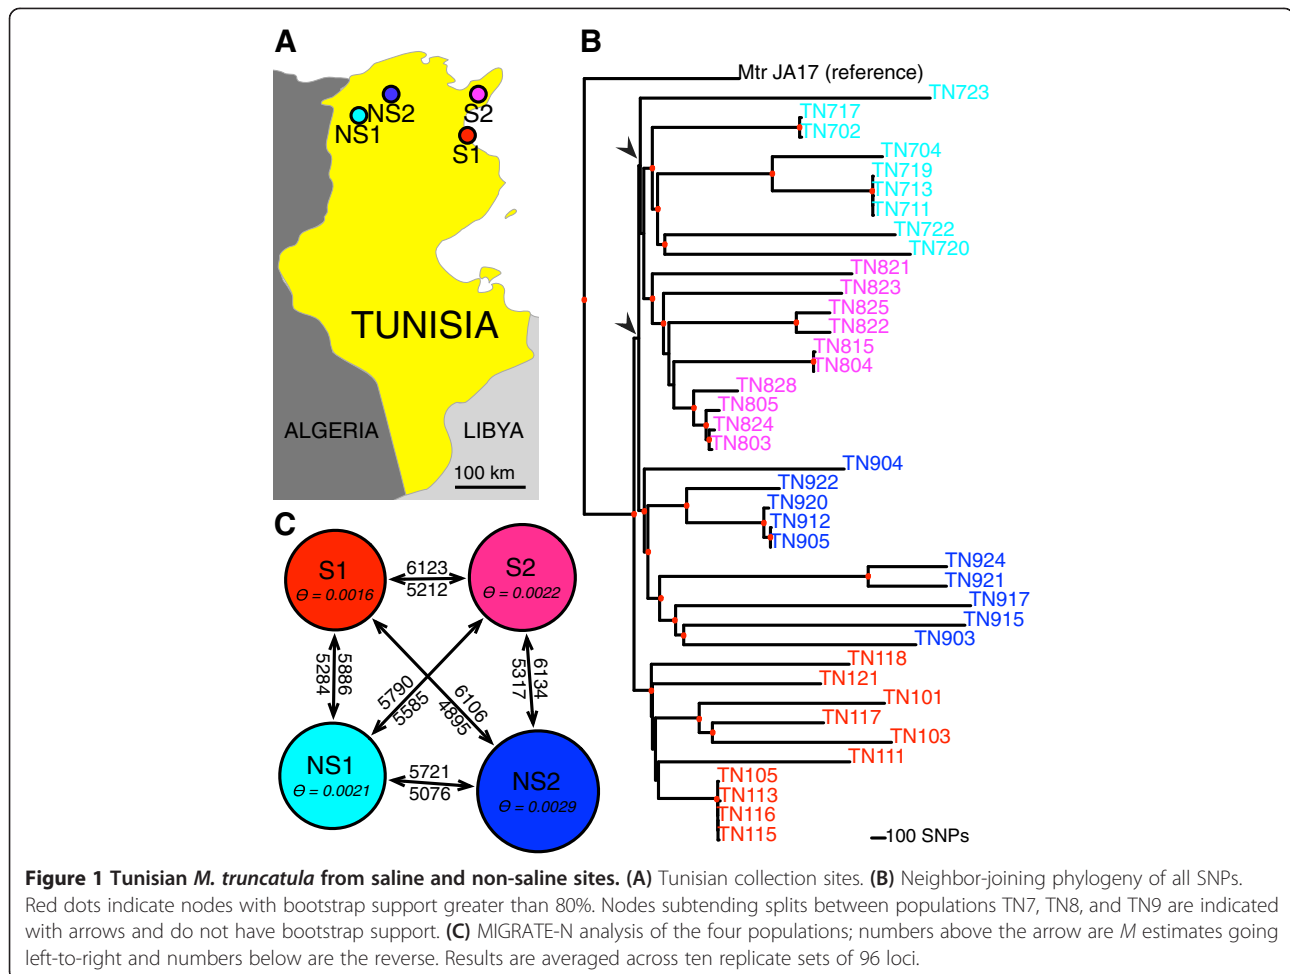 A
NS1
NS2
S2
S1
TUNISIA
ALGERIA
LIBYA
100 km
B
Mtr JA17 (reference)
TN723
TN717
TN702
TN704
TN719
TN713
TN711
TN722
TN720
TN821
TN823
TN825
TN822
TN815
TN804
TN828
TN805
TN824
TN803
TN904
TN922
TN920
TN912
TN905
TN924
TN921
TN917
TN915
TN903
TN118
TN121
TN101
TN117
TN103
TN111
TN105
TN113
TN116
TN115
100 SNPs
C
S1
Θ = 0.0016
6123
5212
S2
Θ = 0.0022
5886
5284
5790
5585
6106
4895
6134
5317
NS1
Θ = 0.0021
5721
5076
NS2
Θ = 0.0029
Figure 1 Tunisian M. truncatula from saline and non-saline sites. (A) Tunisian collection sites. (B) Neighbor-joining phylogeny of all SNPs.
Red dots indicate nodes with bootstrap support greater than 80%. Nodes subtending splits between populations TN7, TN8, and TN9 are indicated
with arrows and do not have bootstrap support. (C) MIGRATE-N analysis of the four populations; numbers above the arrow are M estimates going
left-to-right and numbers below are the reverse. Results are averaged across ten replicate sets of 96 loci.